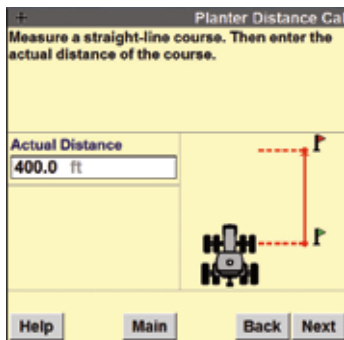 Planter Distance Cal
Measure a straight-line course. Then enter the
actual distance of the course.
Actual Distance
400.0 ft
Help Main Back Next